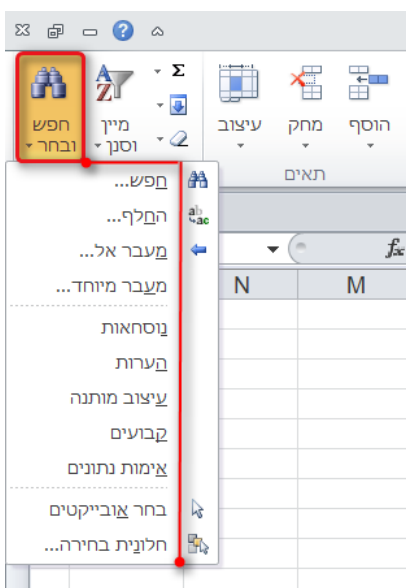 הוסף
מחק
עיצוב
תאים
Σ
מיין
וסנן
חפש
ובחר
fx
M
N
חפש...
החלף...
מעבר אל...
מעבר מיוחד...
נוסחאות
הערות
עיצוב מותנה
קבועים
אימות נתונים
בחר אובייקטים
חלונית בחירה...